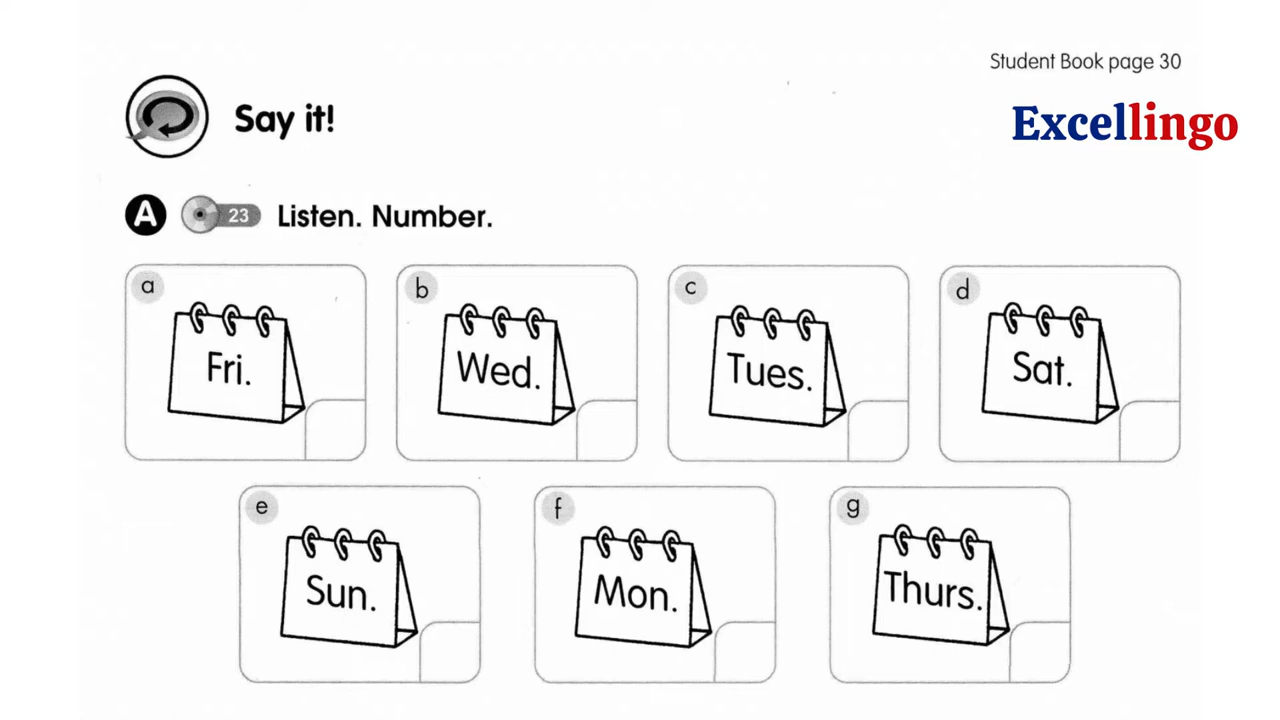 Student Book page 30
Excellingo
Say it!
A 23 Listen. Number.
a
Fri.
b
Wed.
c
Tues.
d
Sat.
e
Sun.
f
Mon.
g
Thurs.